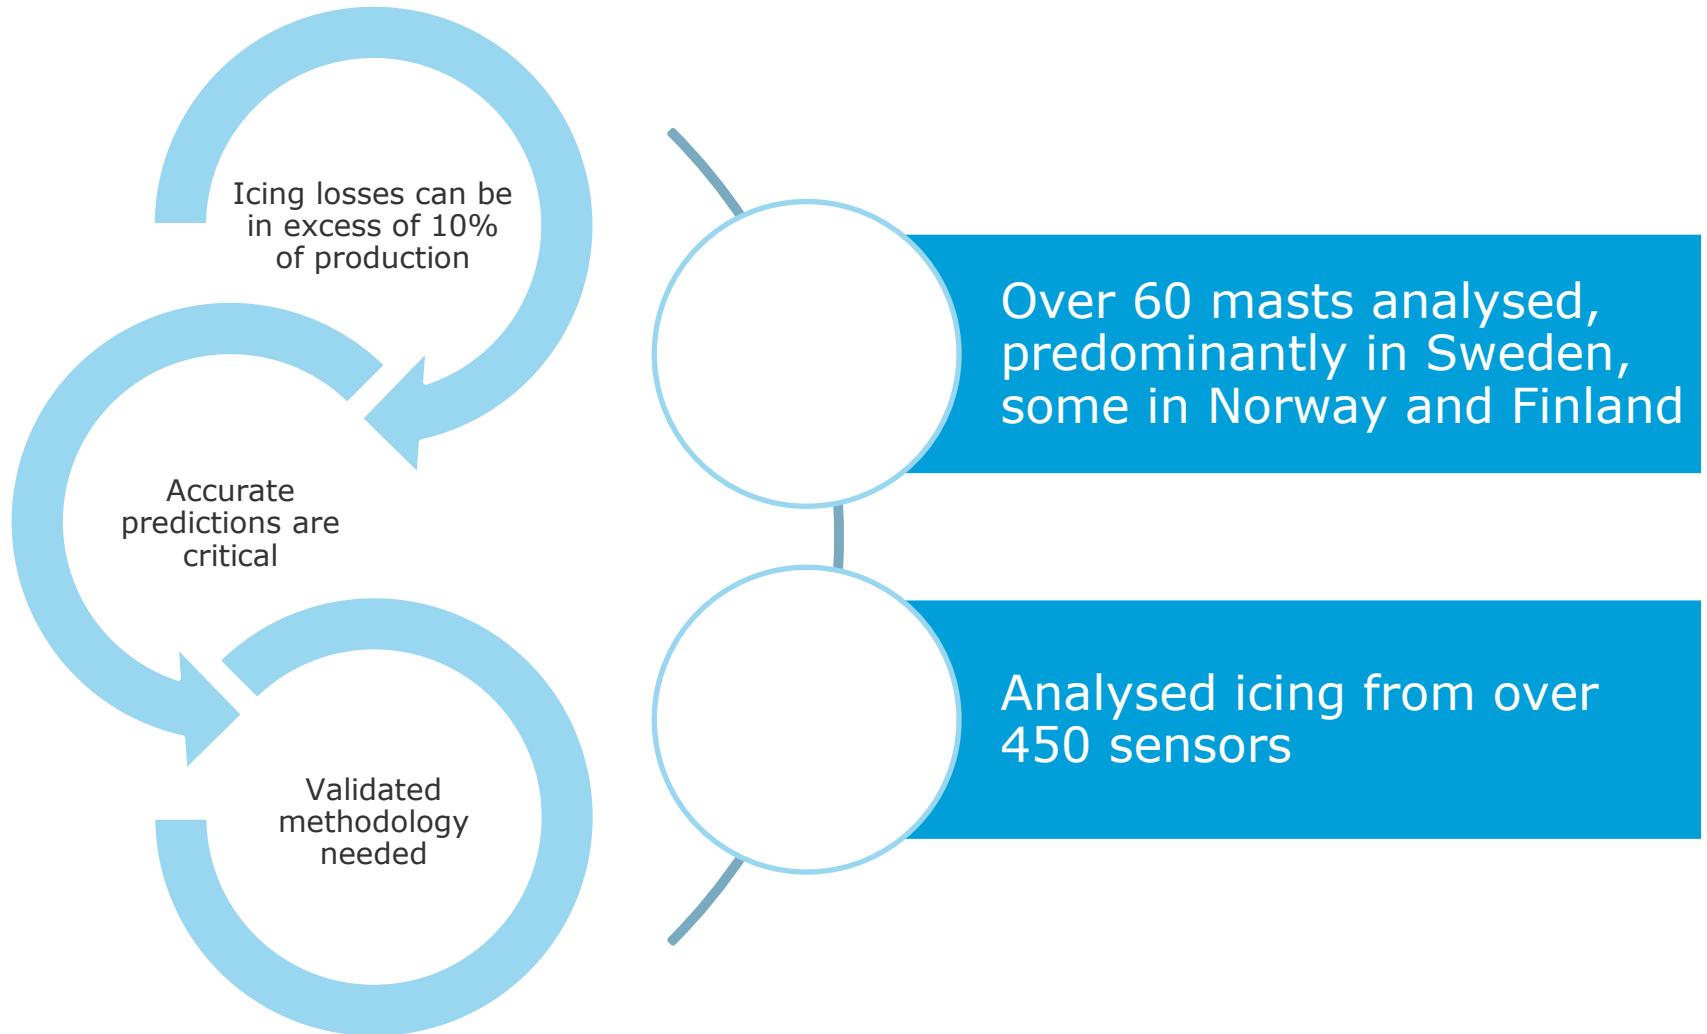 Icing losses can be
in excess of 10%
of production
Accurate
predictions are
critical
Validated
methodology
needed
Over 60 masts analysed,
predominantly in Sweden,
some in Norway and Finland
Analysed icing from over
450 sensors